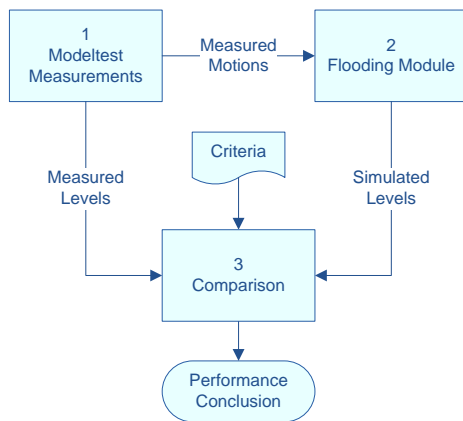 1
Modeltest
Measurements
Measured
Motions
2
Flooding Module
Measured
Levels
Criteria
Simulated
Levels
3
Comparison
Performance
Conclusion